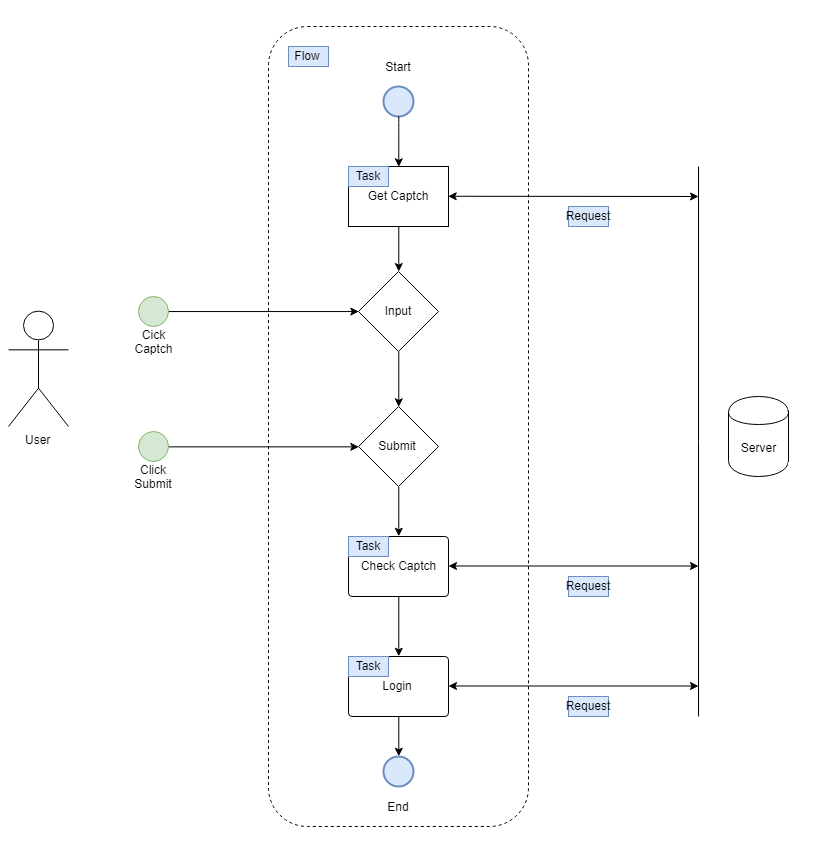 Flow
Start
Task
Get Captch
Request
Input
Cick
Captch
User
Submit
Click
Submit
Server
Task
Check Captch
Request
Task
Login
Request
End